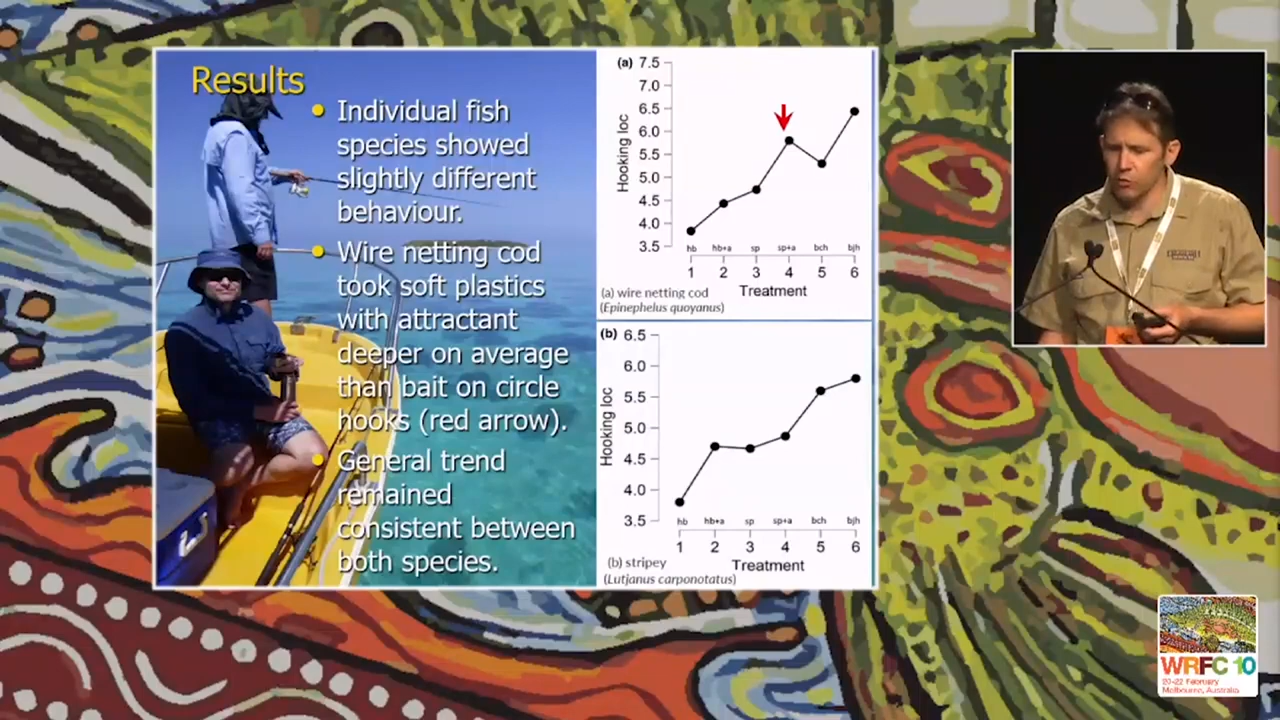 Results
• Individual fish
species showed
slightly different
behaviour.
• Wire netting cod
took soft plastics
with attractant
deeper on average
than bait on circle
hooks (red arrow).
• General trend
remained
consistent between
both species.
(a)
Hooking loc
7.5
7.0
6.5
6.0
5.5
5.0
4.5
4.0
3.5
hb hb+a sp sp+a bch bjh
1 2 3 4 5 6
Treatment
(a) wire netting cod
(Epinephelus quoyanus)
(b)
Hooking loc
6.5
6.0
5.5
5.0
4.5
4.0
3.5
hb hb+a sp sp+a bch bjh
1 2 3 4 5 6
Treatment
(b) stripey
(Lutjanus carponotatus)
WRFC 10
20-22 February
Melbourne, Australia